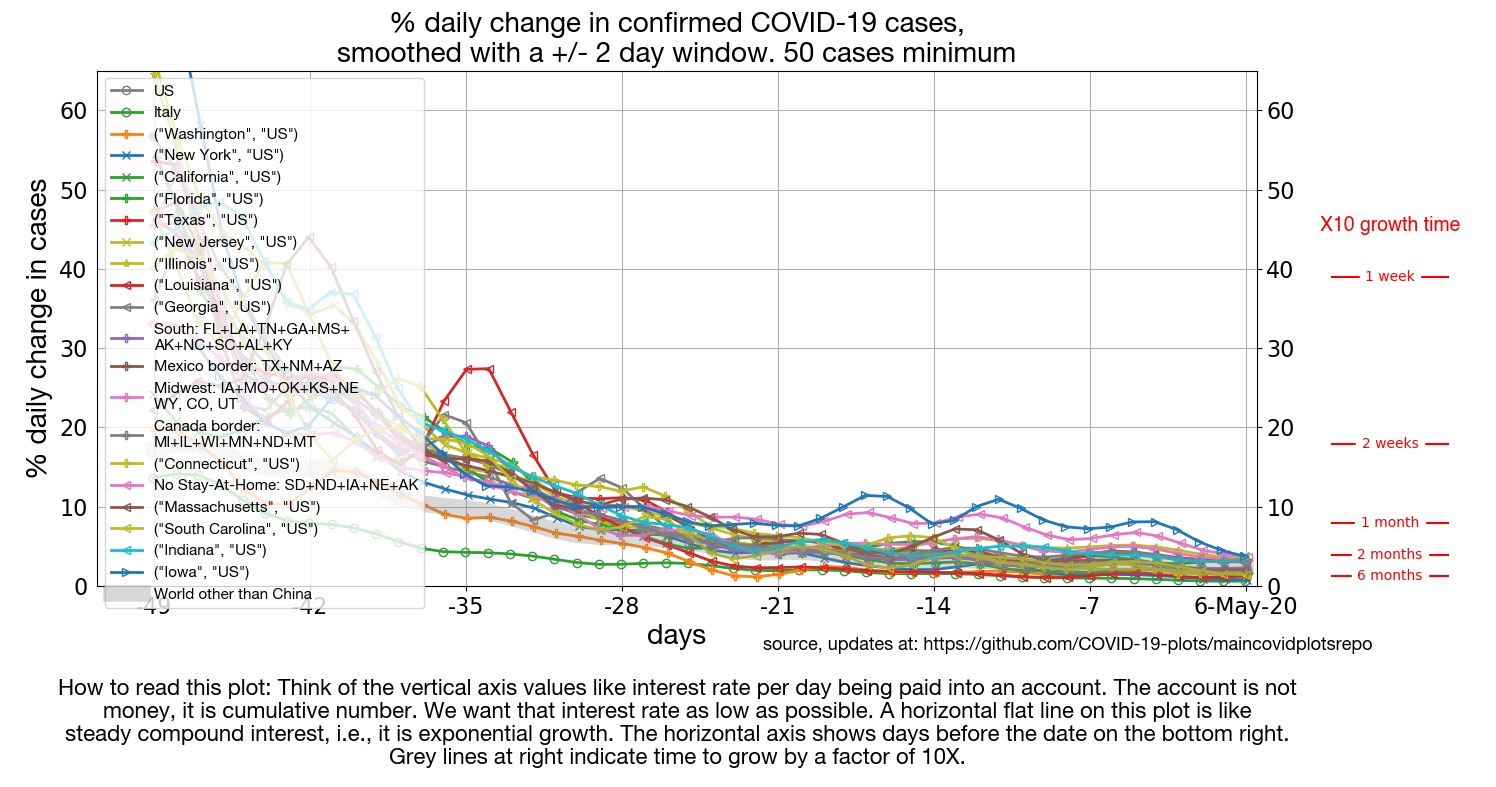 % daily change in confirmed COVID-19 cases,
smoothed with a +/- 2 day window. 50 cases minimum
% daily change in cases
60
50
40
30
20
10
0
US
Italy
("Washington", "US")
("New York", "US")
("California", "US")
("Florida", "US")
("Texas", "US")
("New Jersey", "US")
("Illinois", "US")
("Louisiana", "US")
("Georgia", "US")
South: FL+LA+TN+GA+MS+
AK+NC+SC+AL+KY
Mexico border: TX+NM+AZ
Midwest: IA+MO+OK+KS+NE
WY, CO, UT
Canada border:
MI+IL+WI+MN+ND+MT
("Connecticut", "US")
No Stay-At-Home: SD+ND+IA+NE+AK
("Massachusetts", "US")
("South Carolina", "US")
("Indiana", "US")
("Iowa", "US")
World other than China
60
50
40
30
20
10
0
X10 growth time
1 week
2 weeks
1 month
2 months
6 months
-49
-42
-35
-28
-21
-14
-7
6-May-20
days
source, updates at: https://github.com/COVID-19-plots/maincovidplotsrepo
How to read this plot: Think of the vertical axis values like interest rate per day being paid into an account. The account is not
money, it is cumulative number. We want that interest rate as low as possible. A horizontal flat line on this plot is like
steady compound interest, i.e., it is exponential growth. The horizontal axis shows days before the date on the bottom right.
Grey lines at right indicate time to grow by a factor of 10X.